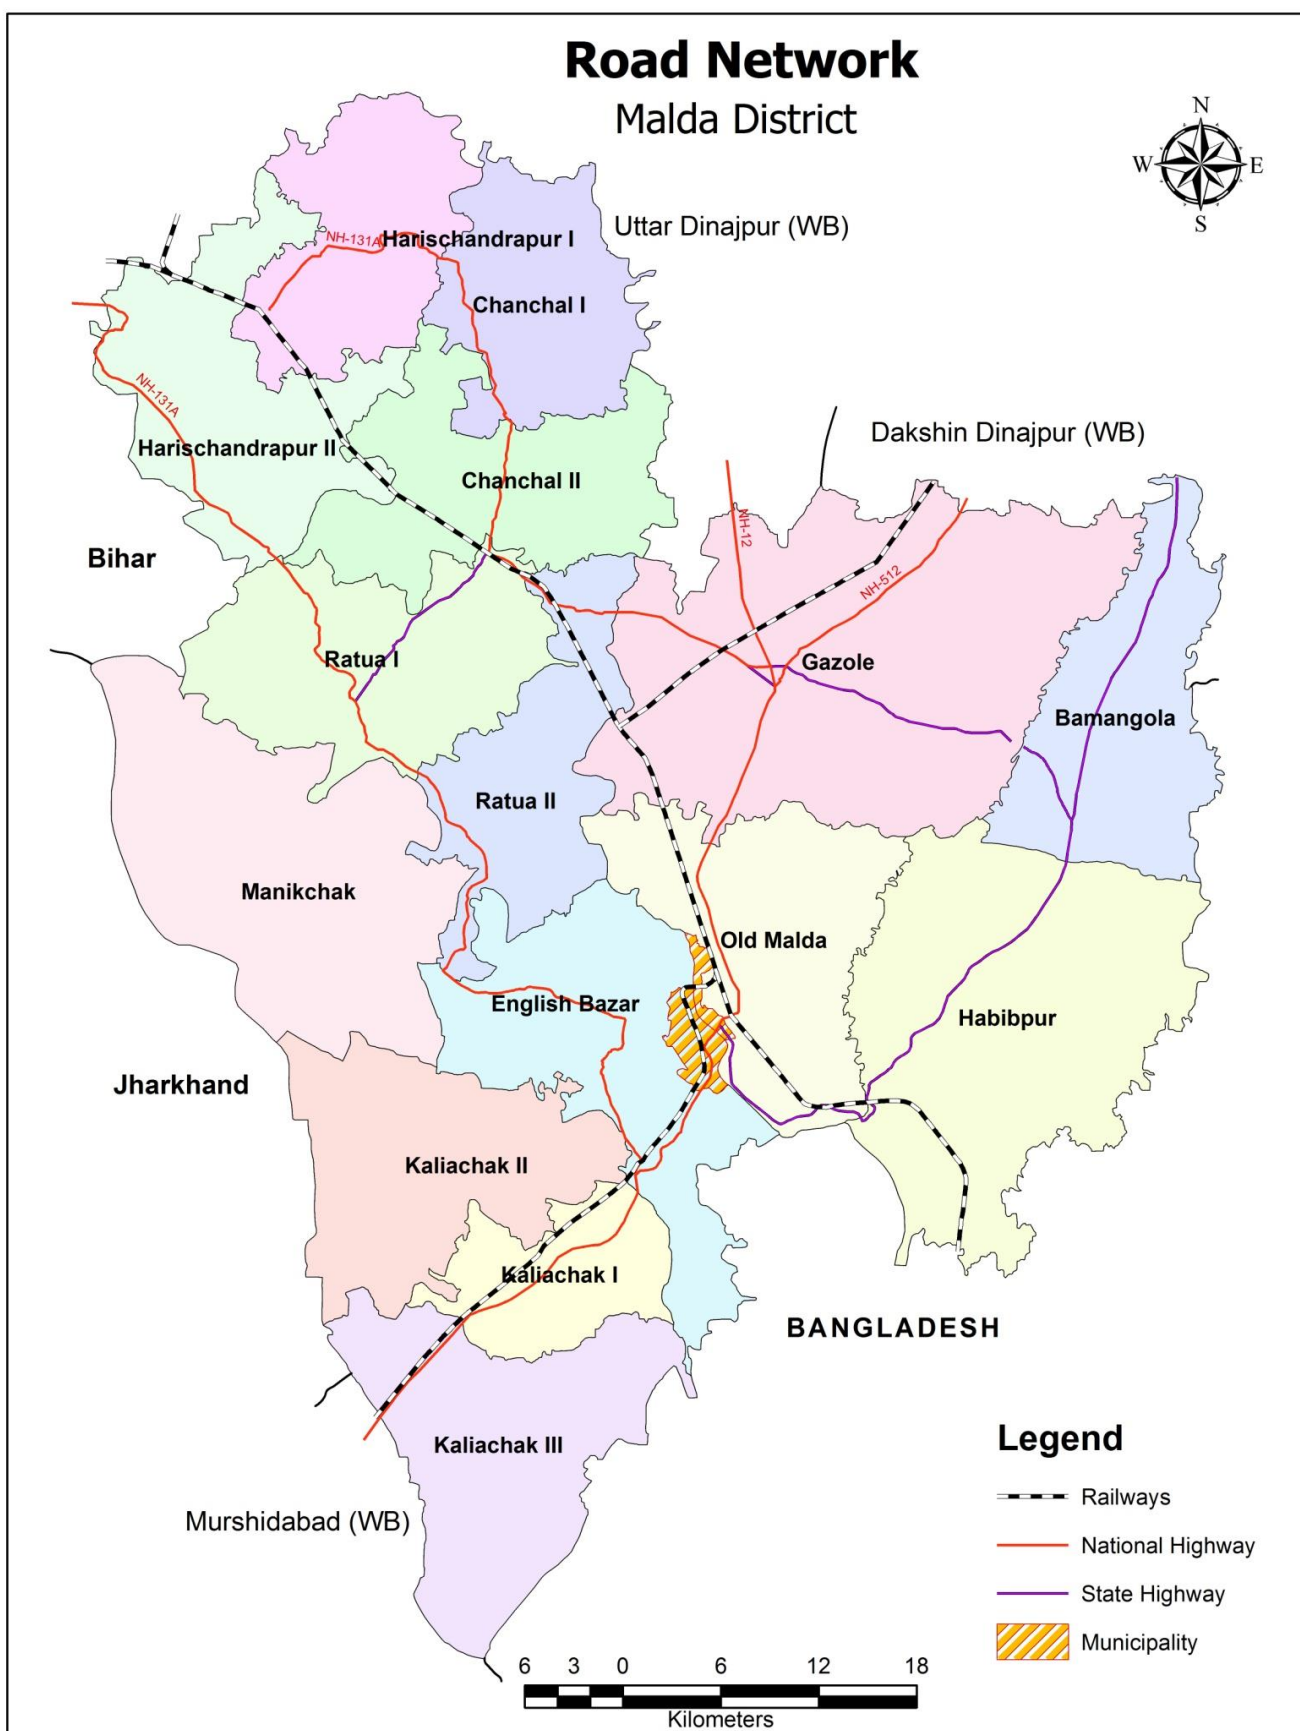 Road Network
Malda District
N
W
E
S
Uttar Dinajpur (WB)
NH-131A
Harischandrapur I
Chanchal I
NH-131A
Dakshin Dinajpur (WB)
Harischandrapur II
Chanchal II
NH-12
Bihar
NH-512
Ratua I
Gazole
Bamangola
Ratua II
Manikchak
Old Malda
English Bazar
Habibpur
Jharkhand
Kaliachak II
Kaliachak I
BANGLADESH
Kaliachak III
Murshidabad (WB)
Legend
Railways
National Highway
State Highway
Municipality
6 3 0 6 12 18
Kilometers